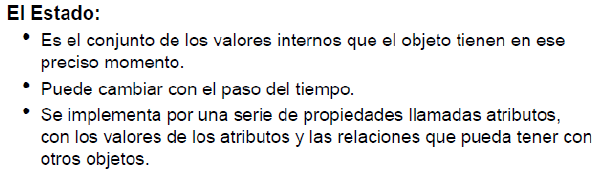 El Estado:
• Es el conjunto de los valores internos que el objeto tienen en ese
preciso momento.
• Puede cambiar con el paso del tiempo.
• Se implementa por una serie de propiedades llamadas atributos,
con los valores de los atributos y las relaciones que pueda tener con
otros objetos.